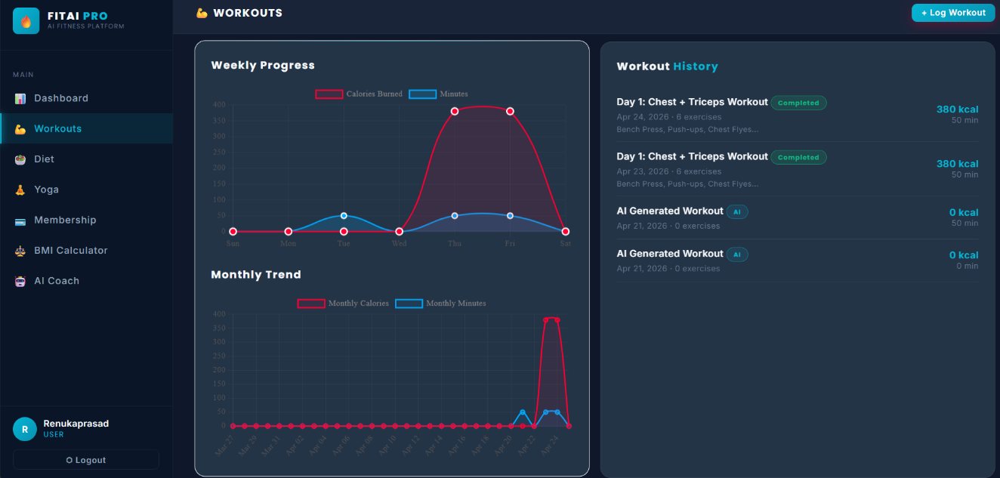 FITAI PRO
AI FITNESS PLATFORM
MAIN
Dashboard
Workouts
Diet
Yoga
Membership
BMI Calculator
AI Coach
R
Renukaprasad
USER
Logout
WORKOUTS
+ Log Workout
Weekly Progress
Calories Burned
Minutes
400
350
300
250
200
150
100
50
0
Sun
Mon
Tue
Wed
Thu
Fri
Sat
Monthly Trend
Monthly Calories
Monthly Minutes
400
350
300
250
200
150
100
50
0
Mar 27
Mar 29
Mar 31
Apr 02
Apr 04
Apr 06
Apr 08
Apr 10
Apr 12
Apr 14
Apr 16
Apr 18
Apr 20
Apr 22
Apr 24
Workout History
Day 1: Chest + Triceps Workout Completed
380 kcal
Apr 24, 2026 · 6 exercises
50 min
Bench Press, Push-ups, Chest Flyes...
Day 1: Chest + Triceps Workout Completed
380 kcal
Apr 23, 2026 · 6 exercises
50 min
Bench Press, Push-ups, Chest Flyes...
AI Generated Workout AI
0 kcal
Apr 21, 2026 · 0 exercises
50 min
AI Generated Workout AI
0 kcal
Apr 21, 2026 · 0 exercises
0 min